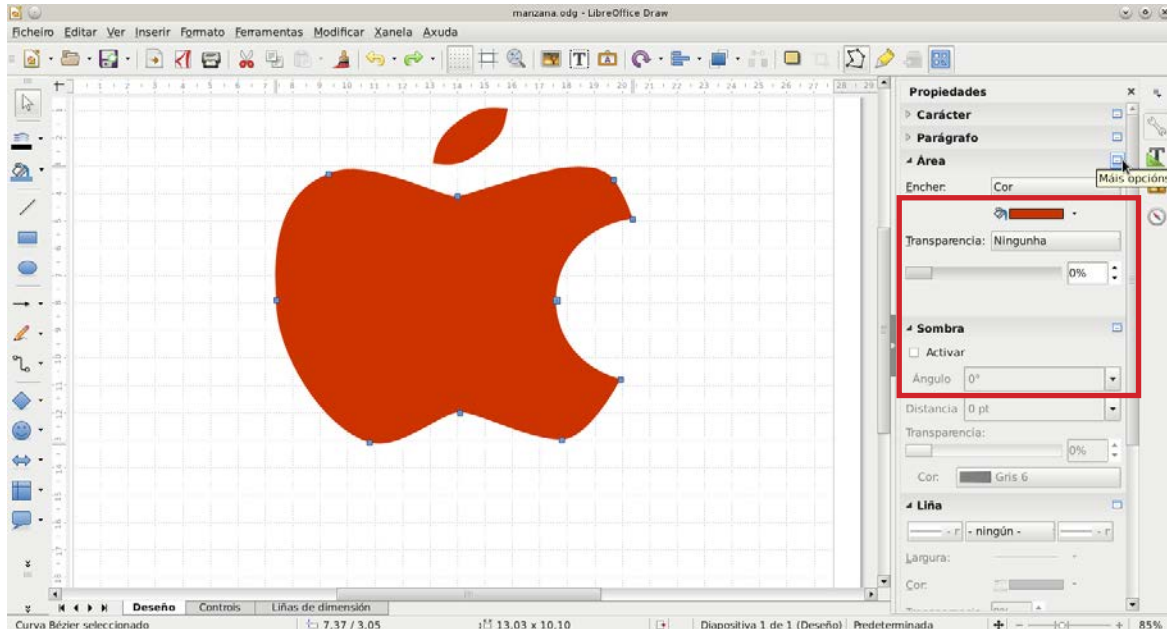 manzana.odg - LibreOffice Draw
Ficheiro Editar Ver Inserir Formato Ferramentas Modificar Xanela Axuda
Propiedades
Carácter
Parágrafo
Área
Máis opcións
Encher: Cor
Transparencia: Ningunha
0%
Sombra
Activar
Ángulo 0°
Distancia 0 pt
Transparencia:
0%
Cor: Gris 6
Liña
- ningún -
Largura:
Cor:
Deseño Controis Liñas de dimensión
Curva Bézier seleccionado 7.37 / 3.05 13.03 x 10.10 Diapositiva 1 de 1 (Deseño) Predeterminada 85%